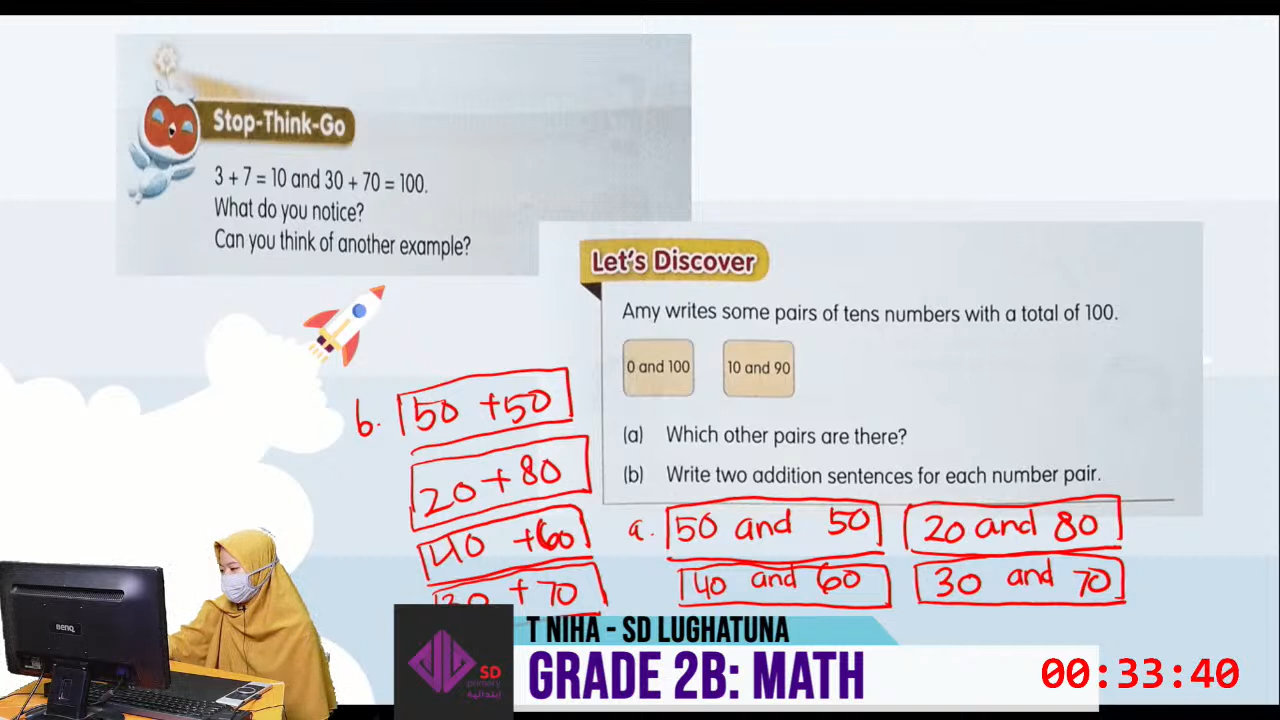 Stop-Think-Go
3 + 7 = 10 and 30 + 70 = 100.
What do you notice?
Can you think of another example?
Let's Discover
Amy writes some pairs of tens numbers with a total of 100.
0 and 100
10 and 90
(a) Which other pairs are there?
(b) Write two addition sentences for each number pair.
b. 50 + 50
20 + 80
40 + 60
30 + 70
a. 50 and 50
20 and 80
40 and 60
30 and 70
BENQ
SD
primary
ابتدائية
T NIHA - SD LUGHATUNA
GRADE 2B: MATH
00:33:40